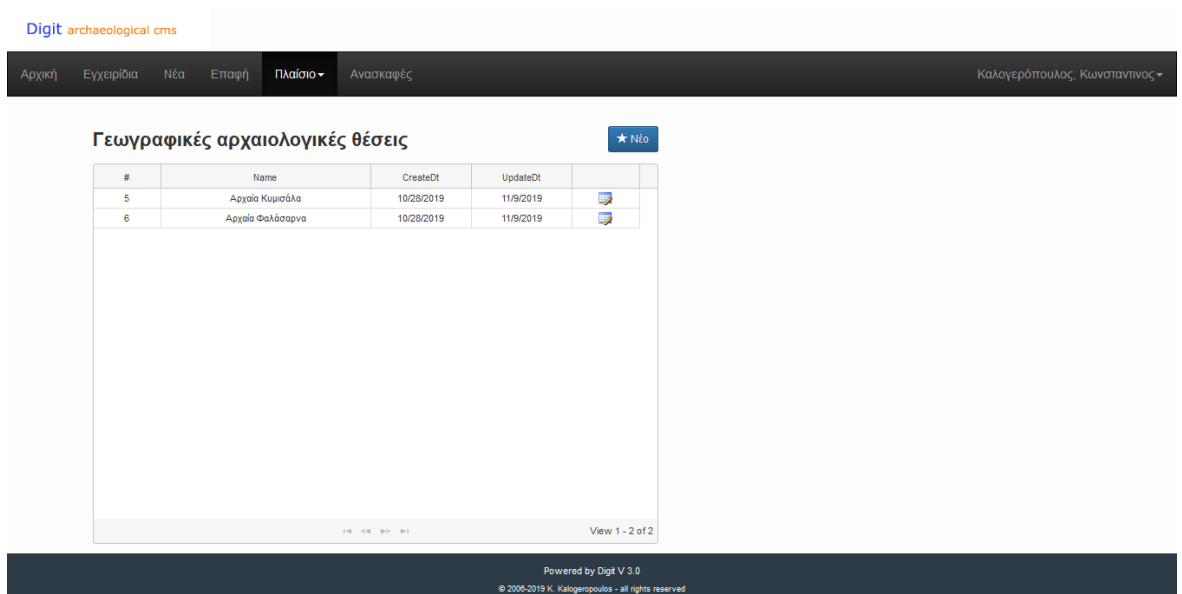 Digit archaeological cms
Αρχική Εγχειρίδια Νέα Επαφή Πλαίσιο Ανασκαφές Καλογερόπουλος, Κωνσταντινος
Γεωγραφικές αρχαιολογικές θέσεις Νέο
# Name CreateDt UpdateDt
5 Αρχαία Κυμισάλα 10/28/2019 11/9/2019
6 Αρχαία Φαλάσαρνα 10/28/2019 11/9/2019
View 1 - 2 of 2
Powered by Digit V 3.0
© 2006-2019 K. Kalogeropoulos - all rights reserved